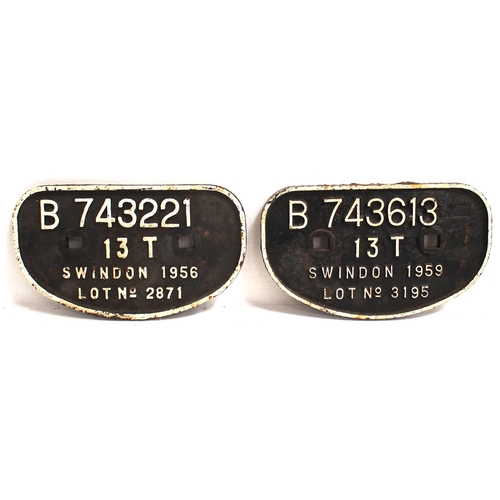 B 743221
13 T
SWINDON 1956
LOT Nº 2871
B 743613
13 T
SWINDON 1959
LOT Nº 3195